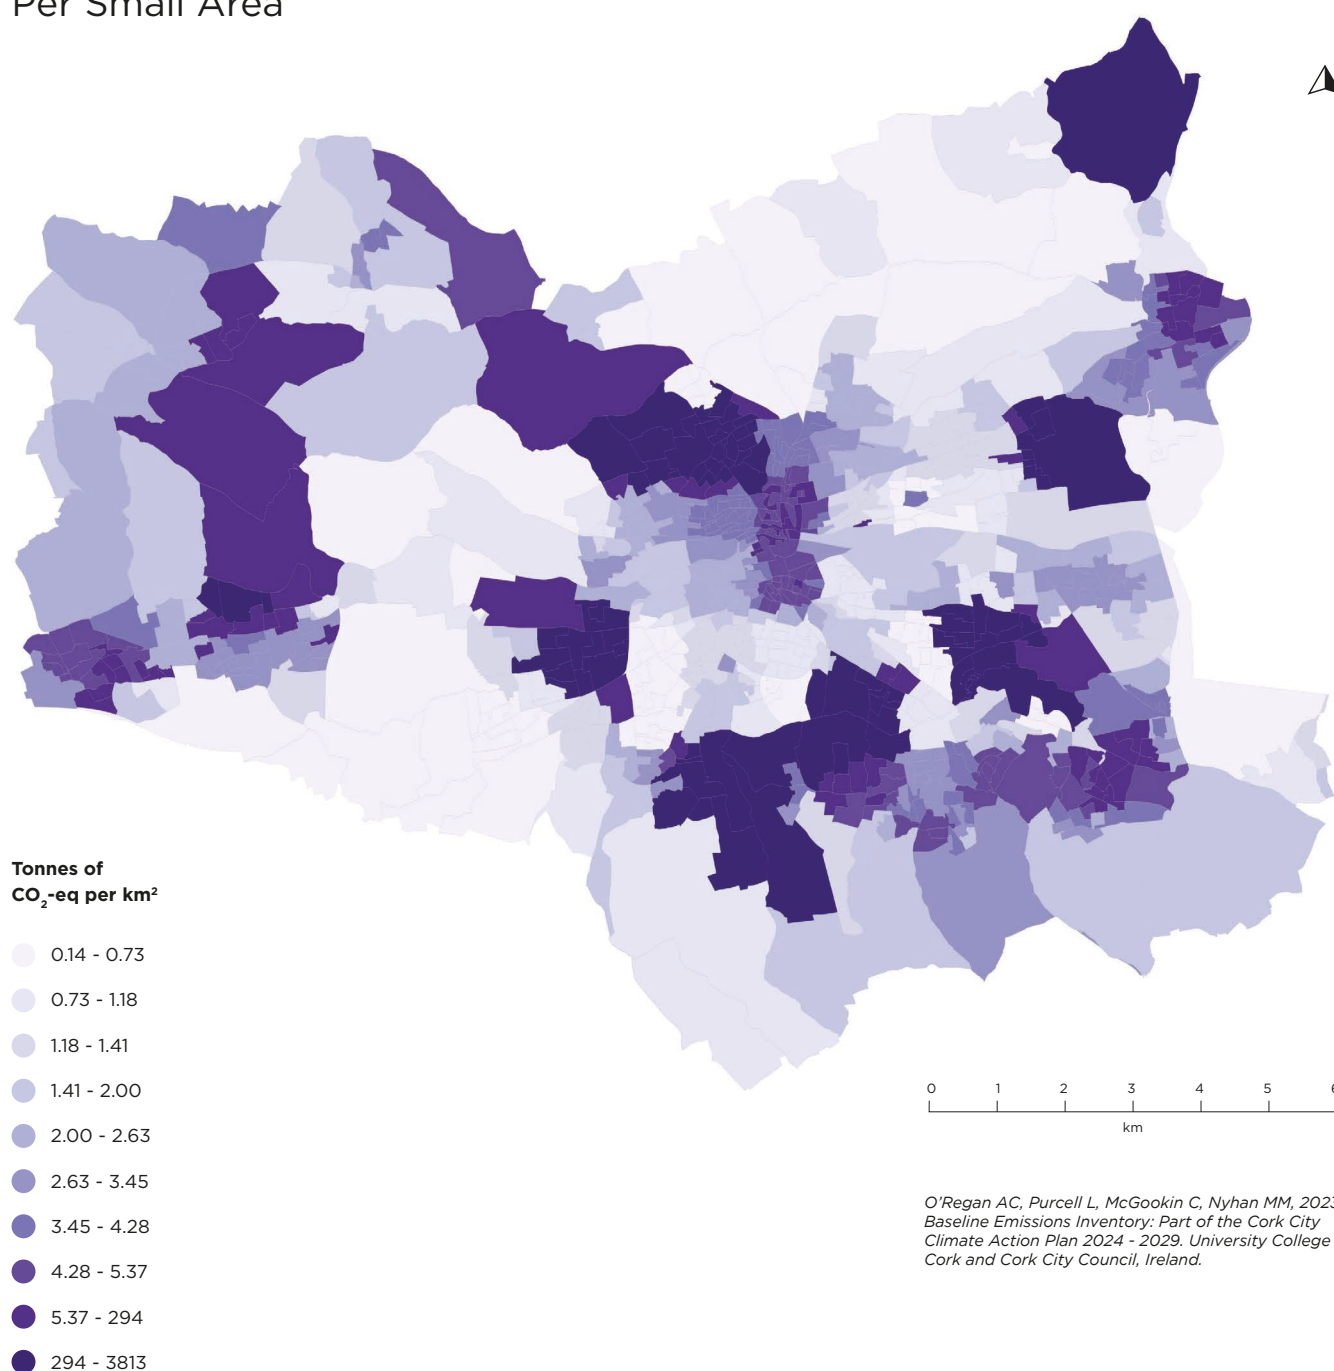 Per Small Area
Tonnes of
CO2-eq per km²
0.14 - 0.73
0.73 - 1.18
1.18 - 1.41
1.41 - 2.00
2.00 - 2.63
2.63 - 3.45
3.45 - 4.28
4.28 - 5.37
5.37 - 294
294 - 3813
0 1 2 3 4 5 6
km
O'Regan AC, Purcell L, McGookin C, Nyhan MM, 2023
Baseline Emissions Inventory: Part of the Cork City
Climate Action Plan 2024 - 2029. University College
Cork and Cork City Council, Ireland.